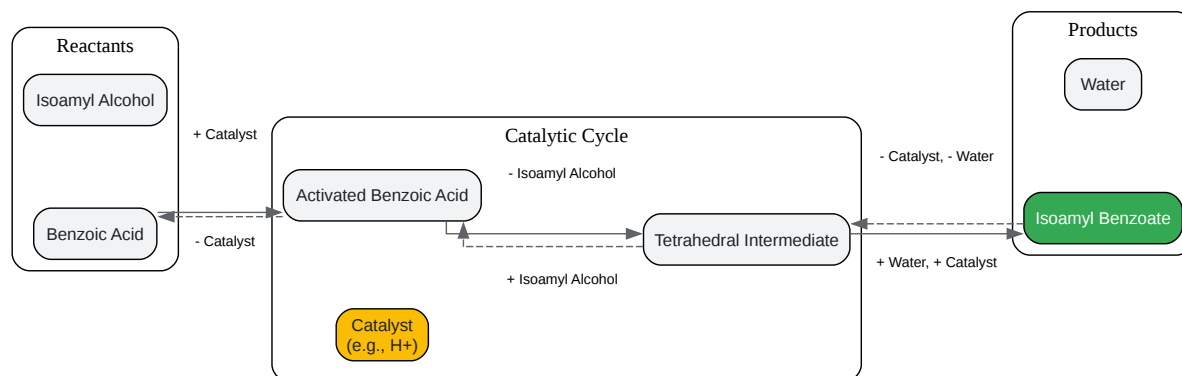 Reactants
Isoamyl Alcohol
Benzoic Acid
+ Catalyst
- Catalyst
Catalytic Cycle
Activated Benzoic Acid
- Isoamyl Alcohol
+ Isoamyl Alcohol
Tetrahedral Intermediate
Catalyst
(e.g., H+)
- Catalyst, - Water
+ Water, + Catalyst
Products
Water
Isoamyl Benzoate